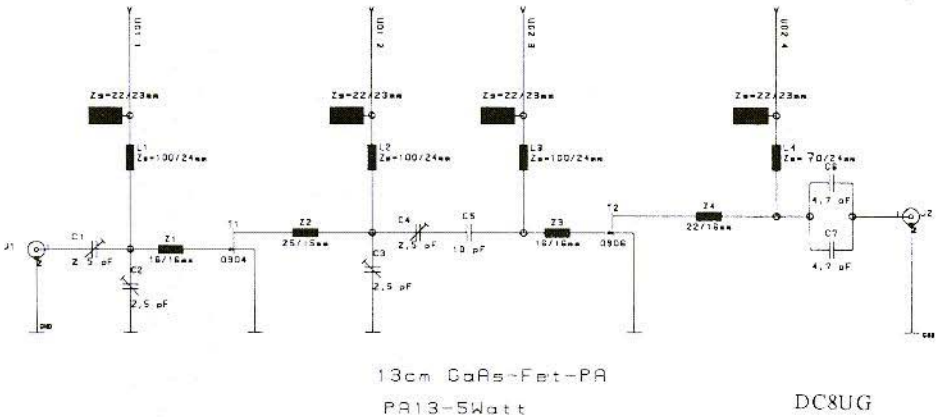 UG1 1
UD1 2
UG2 3
UD2 4
Zs=22/23mm
Zs=22/23mm
Zs=22/23mm
Zs=22/23mm
L1
Zs=100/24mm
L2
Zs=100/24mm
L3
Zs=100/24mm
L4
Zs= 70/24mm
C6
4,7 pF
J1
C1
2,5 pF
Z1
16/16mm
T1
0904
Z2
25/15mm
C4
2,5 pF
C5
10 pF
Z3
16/16mm
T2
0906
Z4
22/16mm
J2
C7
4,7 pF
C2
2,5 pF
C3
2,5 pF
GND
GND
13cm GaAs-Fet-PA
PA13-5Watt
DC8UG